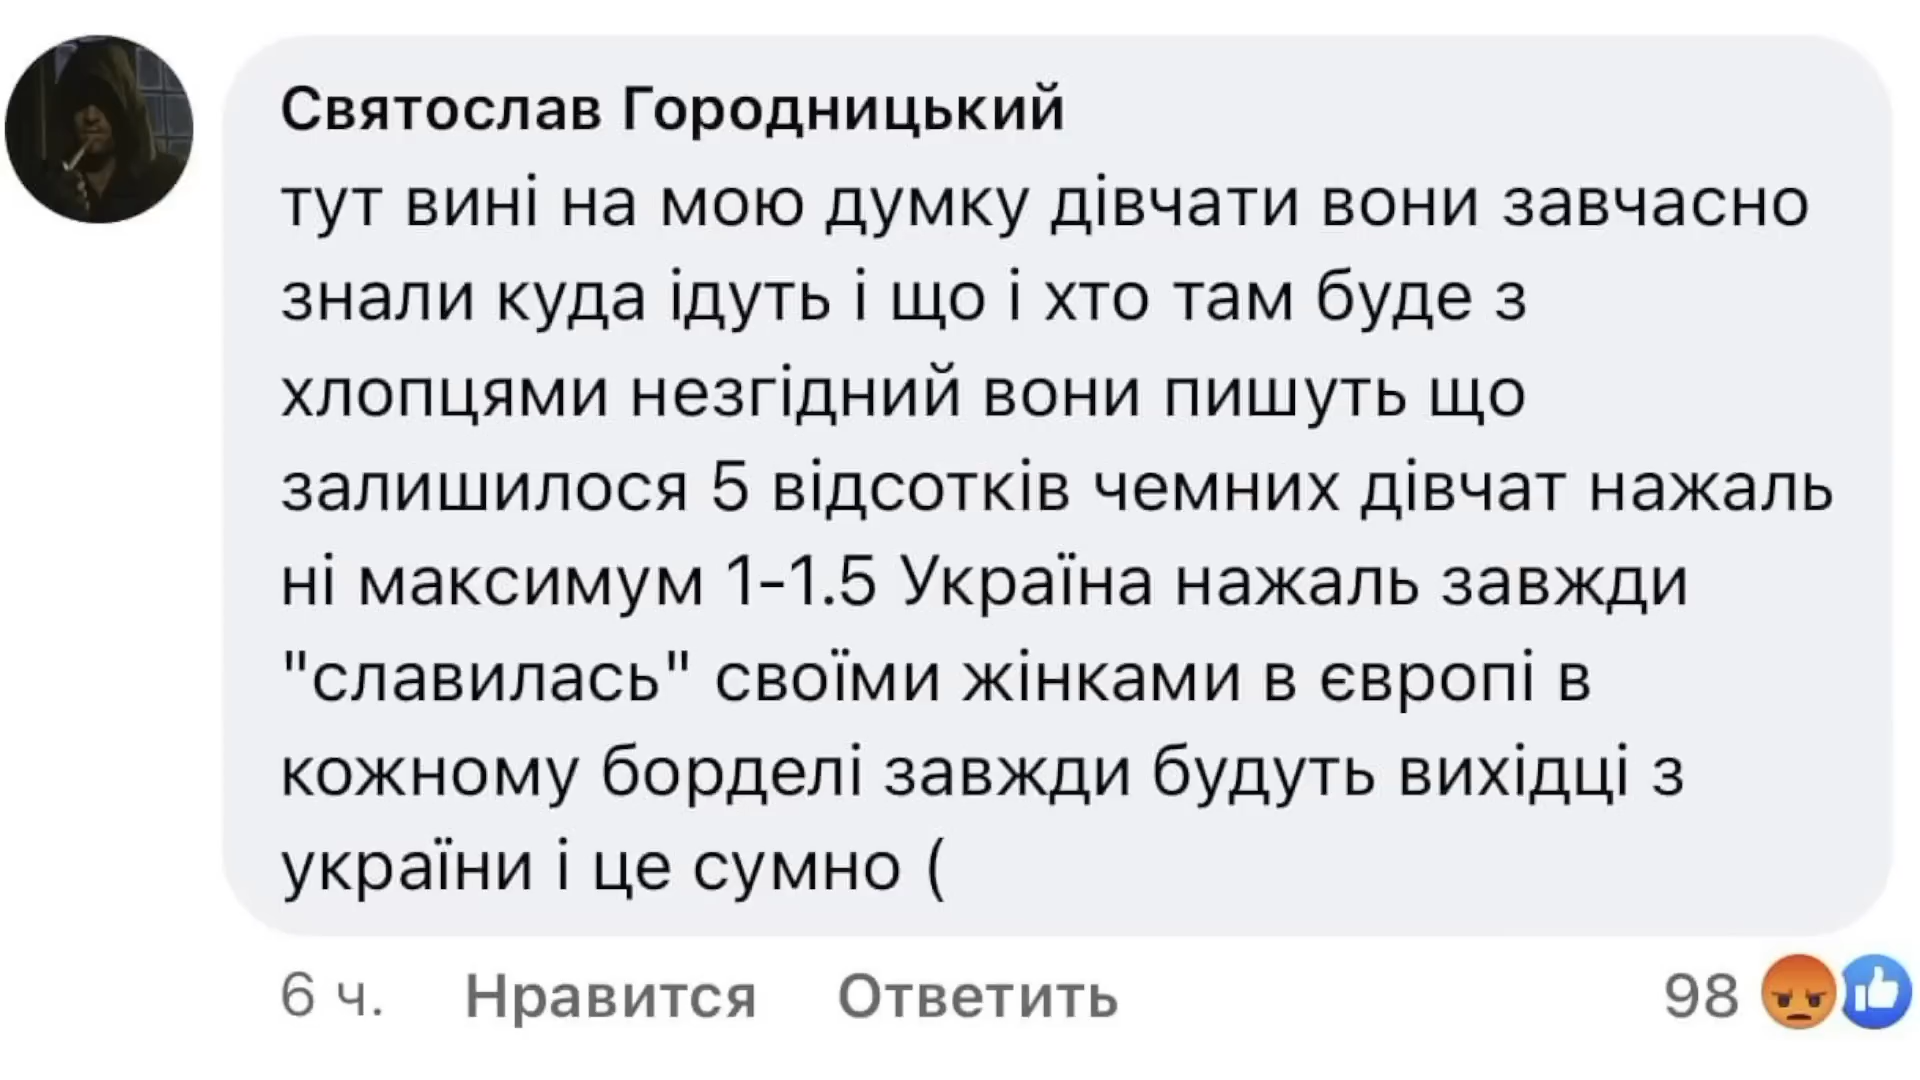 Святослав Городницький
тут вині на мою думку дівчати вони завчасно
знали куда ідуть і що і хто там буде з
хлопцями незгідний вони пишуть що
залишилося 5 відсотків чемних дівчат нажаль
ні максимум 1-1.5 Україна нажаль завжди
"славилась" своїми жінками в європі в
кожному борделі завжди будуть вихідці з
україни і це сумно (
6 ч. Нравится Ответить 98